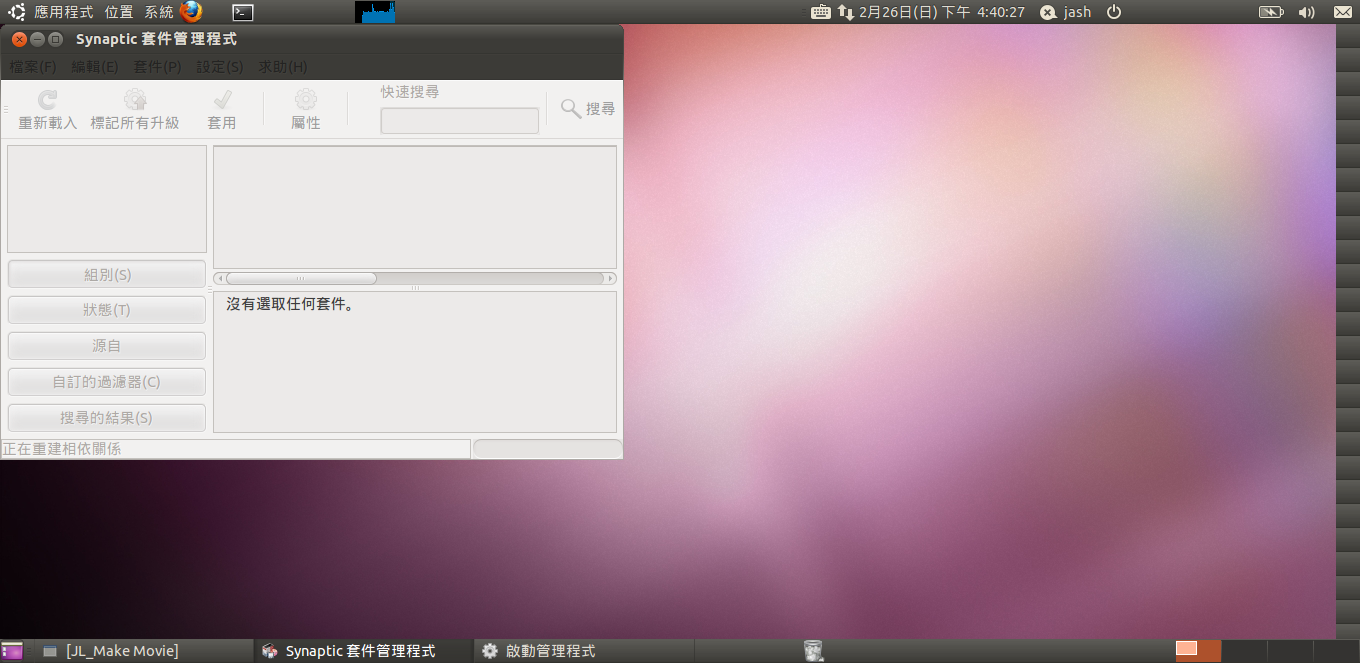 應用程式 位置 系統 2月26日(日) 下午 4:40:27 jash
Synaptic 套件管理程式
檔案(F) 編輯(E) 套件(P) 設定(S) 求助(H)
快速搜尋
重新載入 標記所有升級 套用 屬性 搜尋
組別(S)
狀態(T)
源自
自訂的過濾器(C)
搜尋的結果(S)
沒有選取任何套件。
正在重建相依關係
[JL_Make Movie] Synaptic 套件管理程式 啟動管理程式